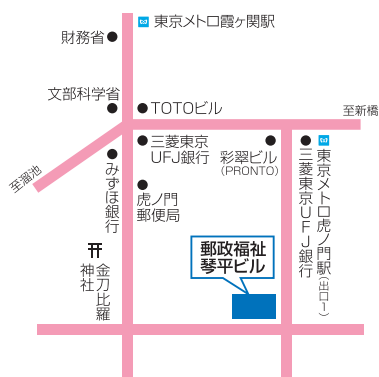 東京メトロ霞ヶ関駅
財務省
文部科学省
TOTOビル
至新橋
三菱東京
UFJ銀行
彩翠ビル
(PRONTO)
東京メトロ虎ノ門駅(出口1)
三菱東京UFJ銀行
至溜池
みずほ銀行
虎ノ門
郵便局
金刀比羅
神社
郵政福祉
琴平ビル